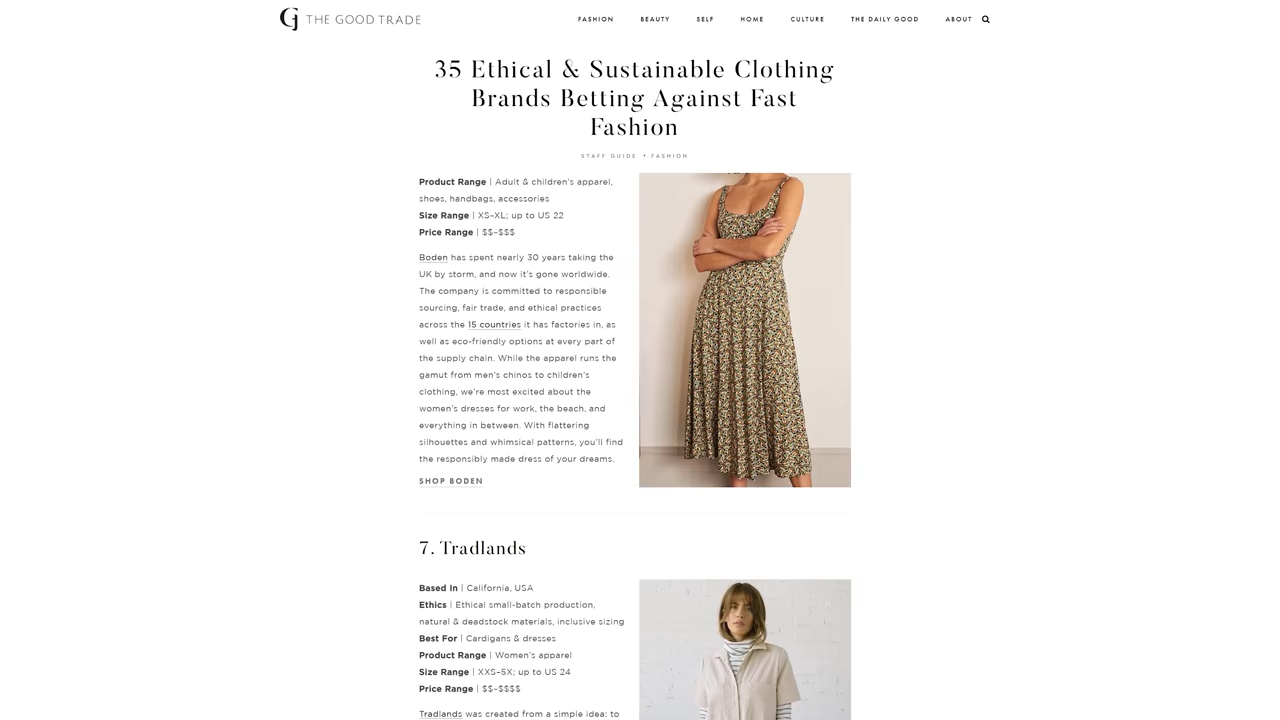 THE GOOD TRADE
FASHION
BEAUTY
SELF
HOME
CULTURE
THE DAILY GOOD
ABOUT
35 Ethical & Sustainable Clothing
Brands Betting Against Fast
Fashion
STAFF GUIDE • FASHION
Product Range | Aduit & children's apparel,
shoes, handbags, accessories
Size Range | XS–XL; up to US 22
Price Range | $$–$$$
Boden has spent nearly 30 years taking the
UK by storm, and now it's gone worldwide.
The company is committed to responsible
sourcing, fair trade, and ethical practices
across the 15 countries it has factories in, as
well as eco-friendly options at every part of
the supply chain. While the apparel runs the
gamut from men's chinos to children's
clothing, we're most excited about the
women's dresses for work, the beach, and
everything in between. With flattering
silhouettes and whimsical patterns, you'll find
the responsibly made dress of your dreams.
SHOP BODEN
7. Tradlands
Based In | California, USA
Ethics | Ethical small-batch production,
natural & deadstock materials, inclusive sizing
Best For | Cardigans & dresses
Product Range | Women's apparel
Size Range | XXS–5X; up to US 24
Price Range | $$–$$$$
Tradlands was created from a simple idea: to